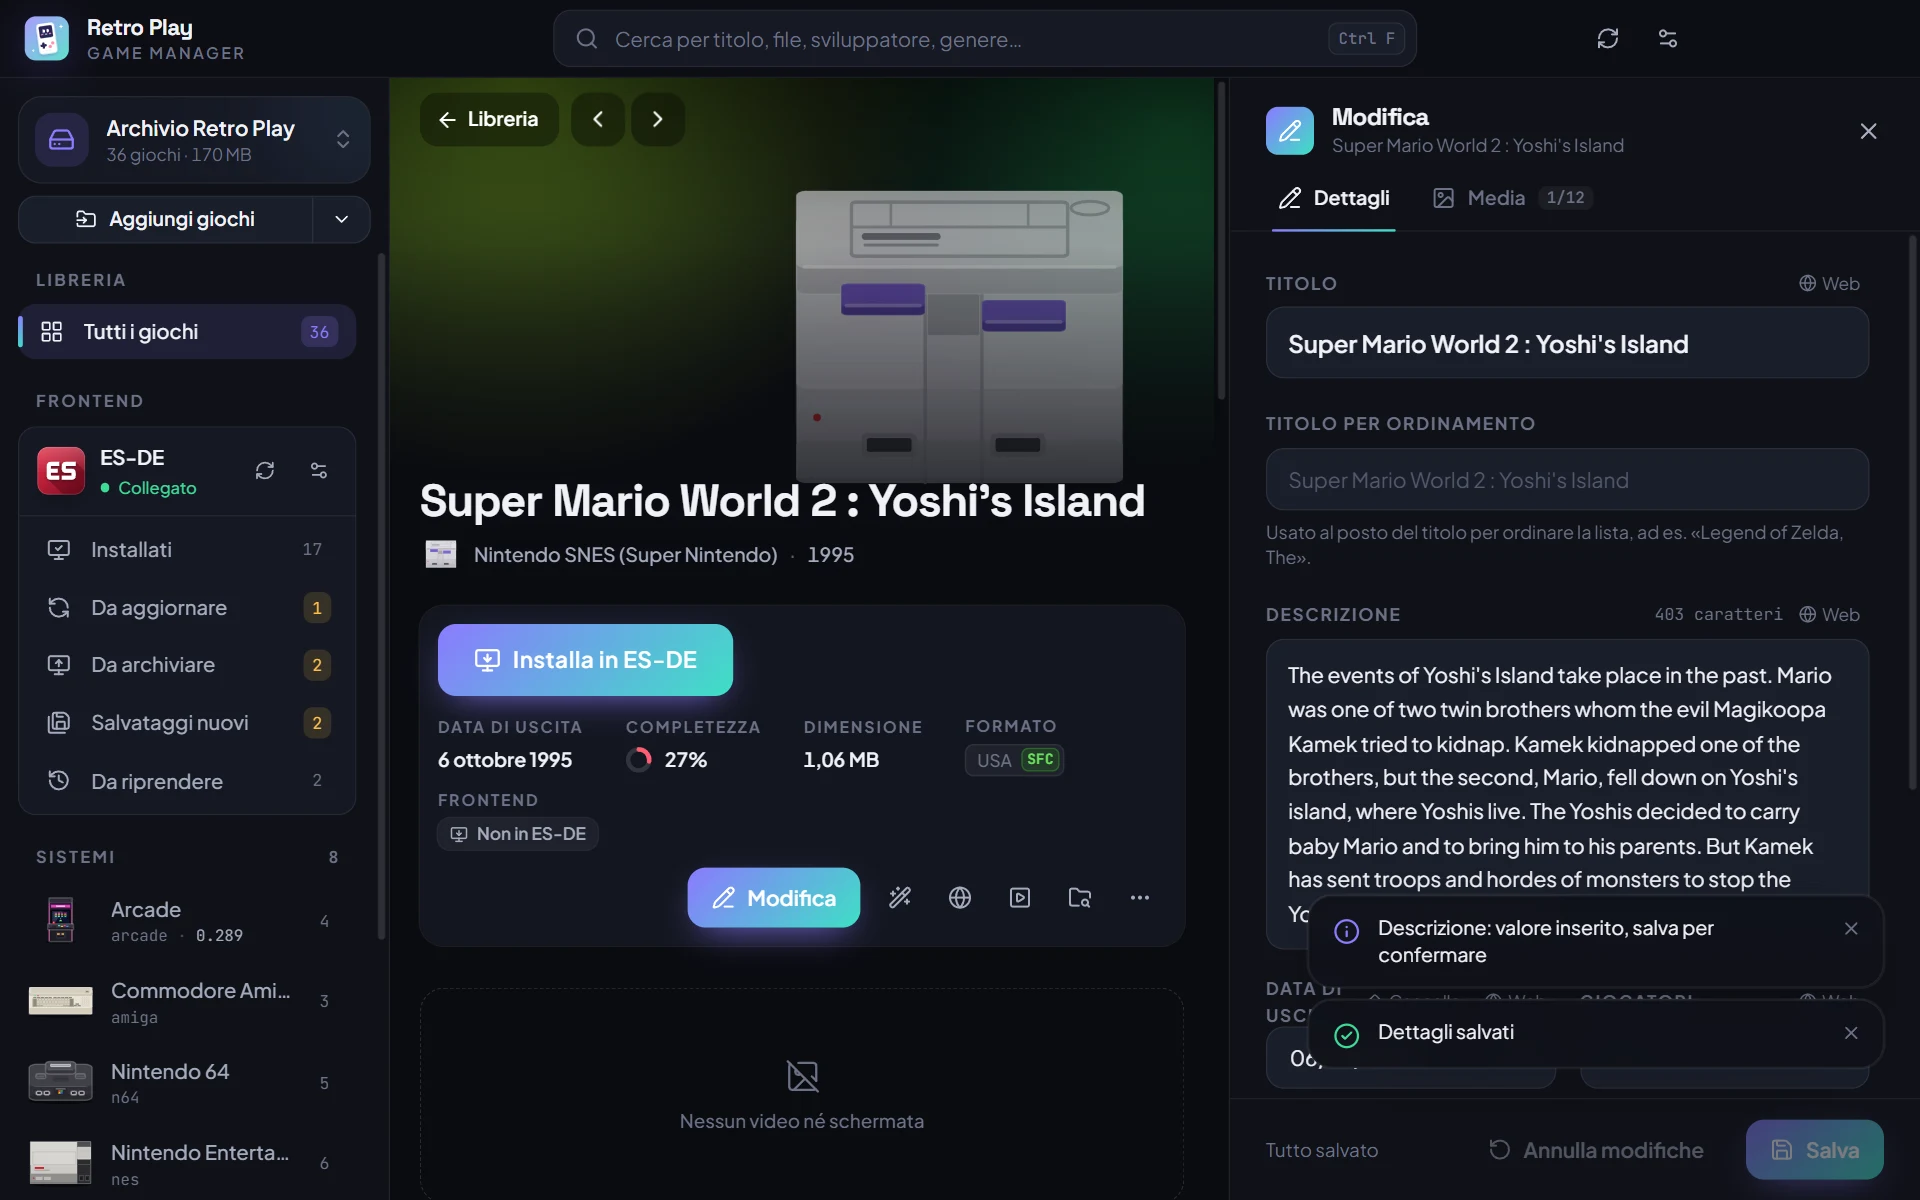 Retro Play
GAME MANAGER
Cerca per titolo, file, sviluppatore, genere...
Ctrl F
Archivio Retro Play
36 giochi · 170 MB
Aggiungi giochi
LIBRERIA
Tutti i giochi
36
FRONTEND
ES
ES-DE
Collegato
Installati
17
Da aggiornare
1
Da archiviare
2
Salvataggi nuovi
2
Da riprendere
2
SISTEMI
8
Arcade
arcade · 0.289
4
Commodore Ami...
amiga
3
Nintendo 64
n64
5
Nintendo Enterta...
nes
6
Libreria
Super Mario World 2 : Yoshi's Island
Nintendo SNES (Super Nintendo) · 1995
Installa in ES-DE
DATA DI USCITA
6 ottobre 1995
COMPLETEZZA
27%
DIMENSIONE
1,06 MB
FORMATO
USA SFC
FRONTEND
Non in ES-DE
Modifica
Nessun video né schermata
Modifica
Super Mario World 2 : Yoshi's Island
Dettagli
Media 1/12
TITOLO
Web
Super Mario World 2 : Yoshi's Island
TITOLO PER ORDINAMENTO
Super Mario World 2 : Yoshi's Island
Usato al posto del titolo per ordinare la lista, ad es. «Legend of Zelda,
The».
DESCRIZIONE
403 caratteri
Web
The events of Yoshi's Island take place in the past. Mario
was one of two twin brothers whom the evil Magikoopa
Kamek tried to kidnap. Kamek kidnapped one of the
brothers, but the second, Mario, fell down on Yoshi's
island, where Yoshis live. The Yoshis decided to carry
baby Mario and to bring him to his parents. But Kamek
has sent troops and hordes of monsters to stop the
Descrizione: valore inserito, salva per
confermare
DATA DI
Dettagli salvati
Tutto salvato
Annulla modifiche
Salva